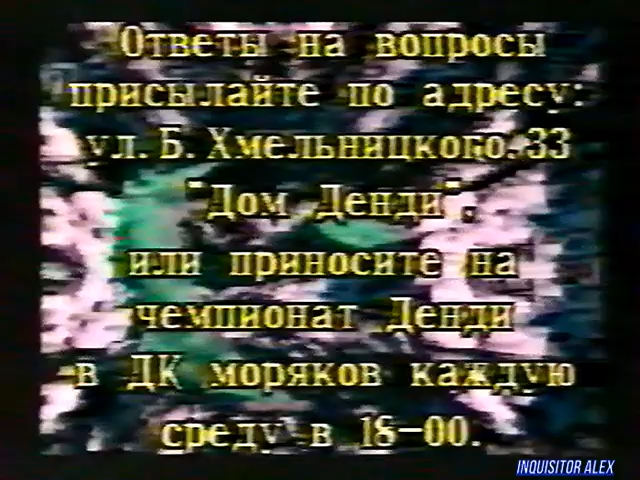 Ответы на вопросы
присылайте по адресу:
ул. Б. Хмельницкого, 33
"Дом Денди",
или приносите на
чемпионат Денди
в ДК моряков каждую
среду в 18-00.
INQUISITOR ALEX